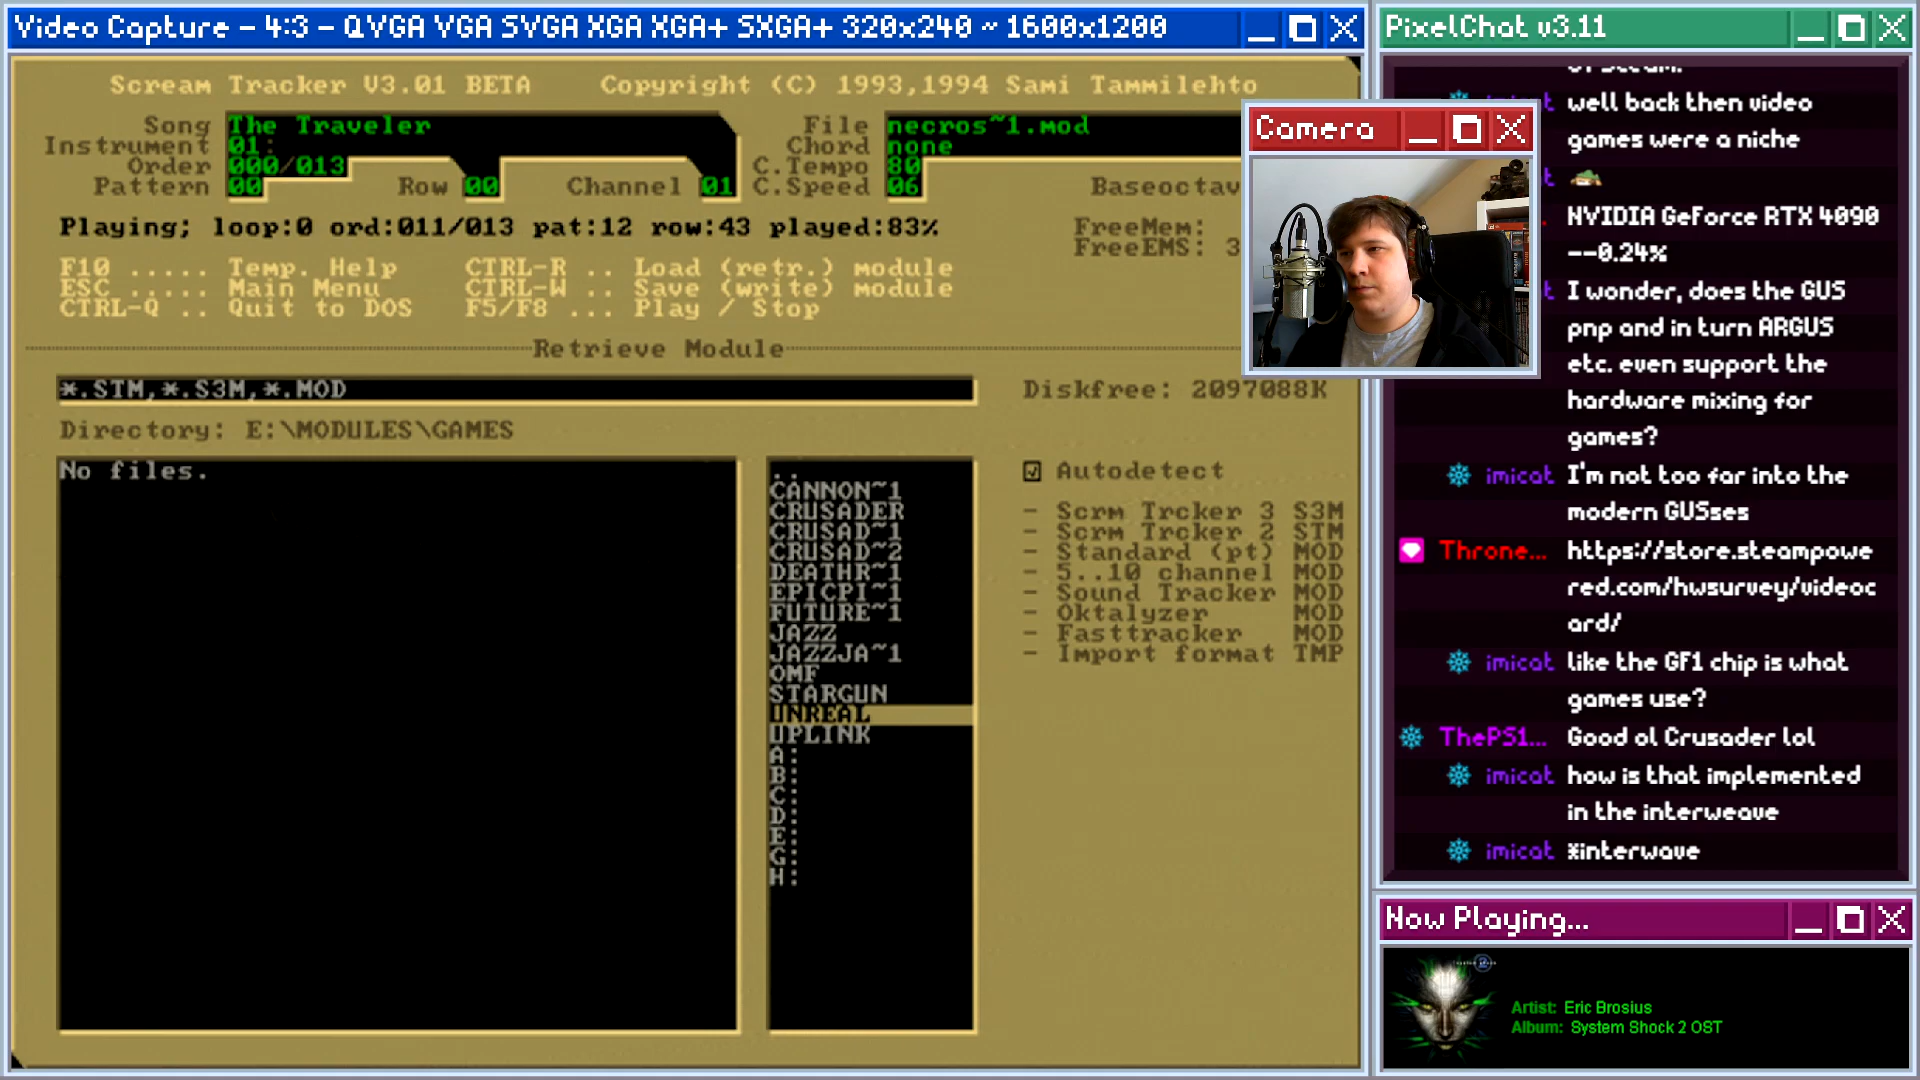 Video Capture - 4:3 - QVGA VGA SVGA XGA XGA+ SXGA+ 320x240 ~ 1600x1200
Scream Tracker V3.01 BETA Copyright (C) 1993,1994 Sami Tammilehto
Song The Traveler File necros~1.mod
Instrument 01: Chord none
Order 000/013 C.Tempo 80
Pattern 00 Row 00 Channel 01 C.Speed 06 Baseoctav
Playing; loop:0 ord:011/013 pat:12 row:43 played:83% FreeMem:
FreeEMS: 3
F10 ..... Temp. Help CTRL-R .. Load (retr.) module
ESC ..... Main Menu CTRL-W .. Save (write) module
CTRL-Q .. Quit to DOS F5/F8 ... Play / Stop
Retrieve Module
*.STM,*.S3M,*.MOD Diskfree: 2097088K
Directory: E:\MODULES\GAMES
No files.
..
CANNON~1
CRUSADER
CRUSAD~1
CRUSAD~2
DEATHR~1
EPICPI~1
FUTURE~1
JAZZ
JAZZJA~1
OMF
STARGUN
UNREAL
UPLINK
A:
B:
C:
D:
E:
G:
H:
Autodetect
- Scrm Trcker 3 S3M
- Scrm Trcker 2 STM
- Standard (pt) MOD
- 5..10 channel MOD
- Sound Tracker MOD
- Oktalyzer MOD
- Fasttracker MOD
- Import format TMP
Camera
PixelChat v3.11
of Steam.
well back then video
games were a niche
NVIDIA GeForce RTX 4090
--0.24%
I wonder, does the GUS
pnp and in turn ARGUS
etc. even support the
hardware mixing for
games?
imicat I'm not too far into the
modern GUSses
Throne... https://store.steampowe
red.com/hwsurvey/videoc
ard/
imicat like the GF1 chip is what
games use?
ThePS1... Good ol Crusader lol
imicat how is that implemented
in the interweave
imicat *interwave
Now Playing...
Artist: Eric Brosius
Album: System Shock 2 OST